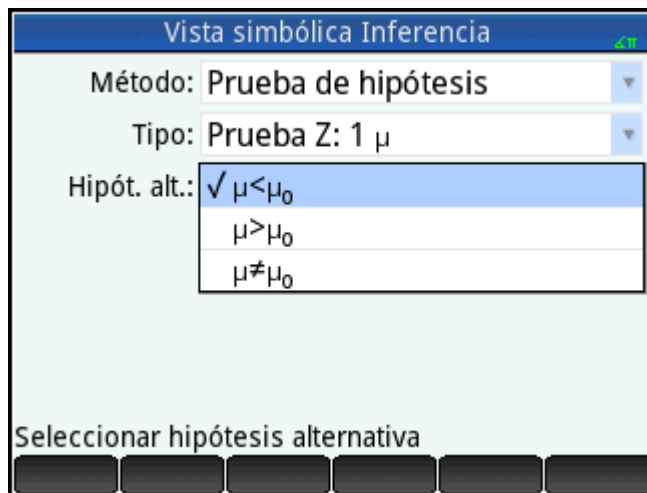 Vista simbólica Inferencia
∡π
Método: Prueba de hipótesis
Tipo: Prueba Z: 1 μ
Hipót. alt.: √ μ<μ₀
μ>μ₀
μ≠μ₀
Seleccionar hipótesis alternativa